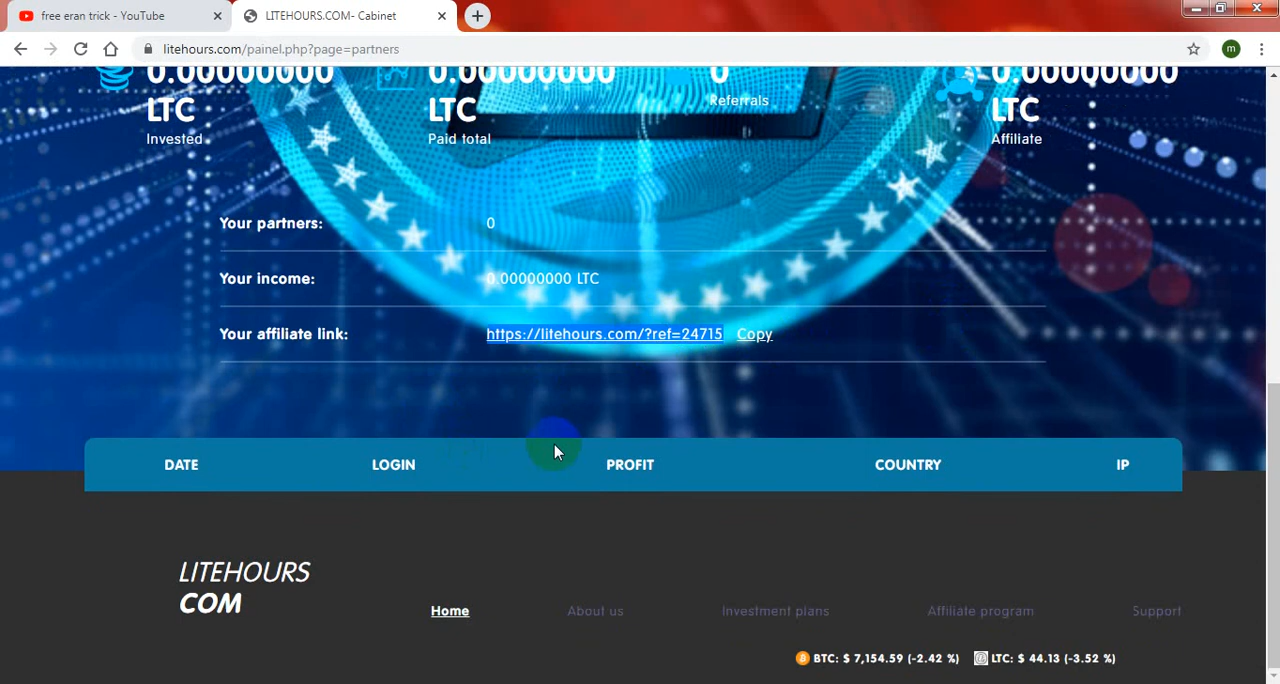 free eran trick - YouTube
LITEHOURS.COM- Cabinet
litehours.com/painel.php?page=partners
m
0.00000000 LTC
Invested
0.00000000 LTC
Paid total
0
Referrals
0.00000000 LTC
Affiliate
Your partners: 0
Your income: 0.00000000 LTC
Your affiliate link: https://litehours.com/?ref=24715 Copy
DATE LOGIN PROFIT COUNTRY IP
LITEHOURS
COM
Home About us Investment plans Affiliate program Support
BTC: $ 7,154.59 (-2.42 %) LTC: $ 44.13 (-3.52 %)